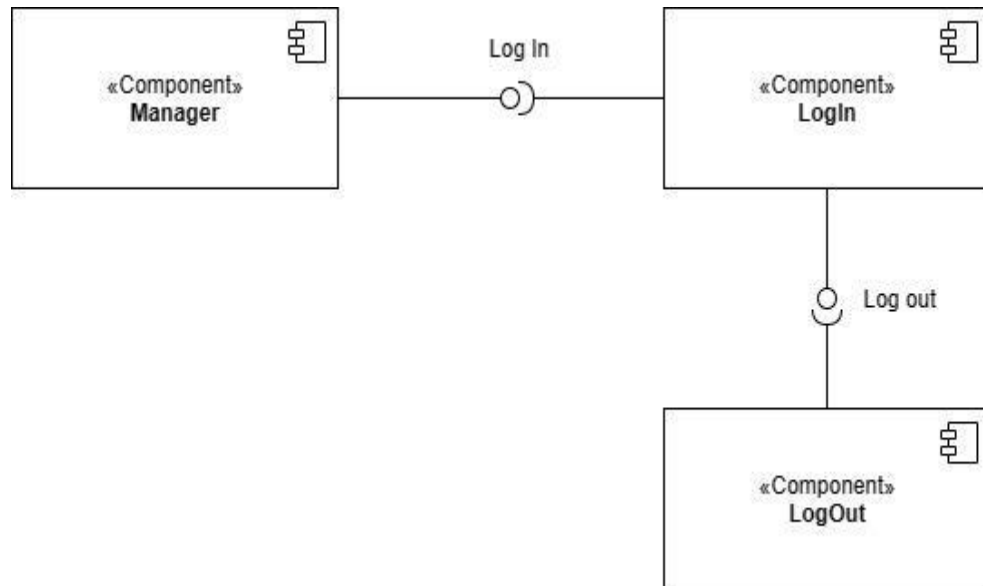 «Component»
Manager
Log In
«Component»
LogIn
Log out
«Component»
LogOut